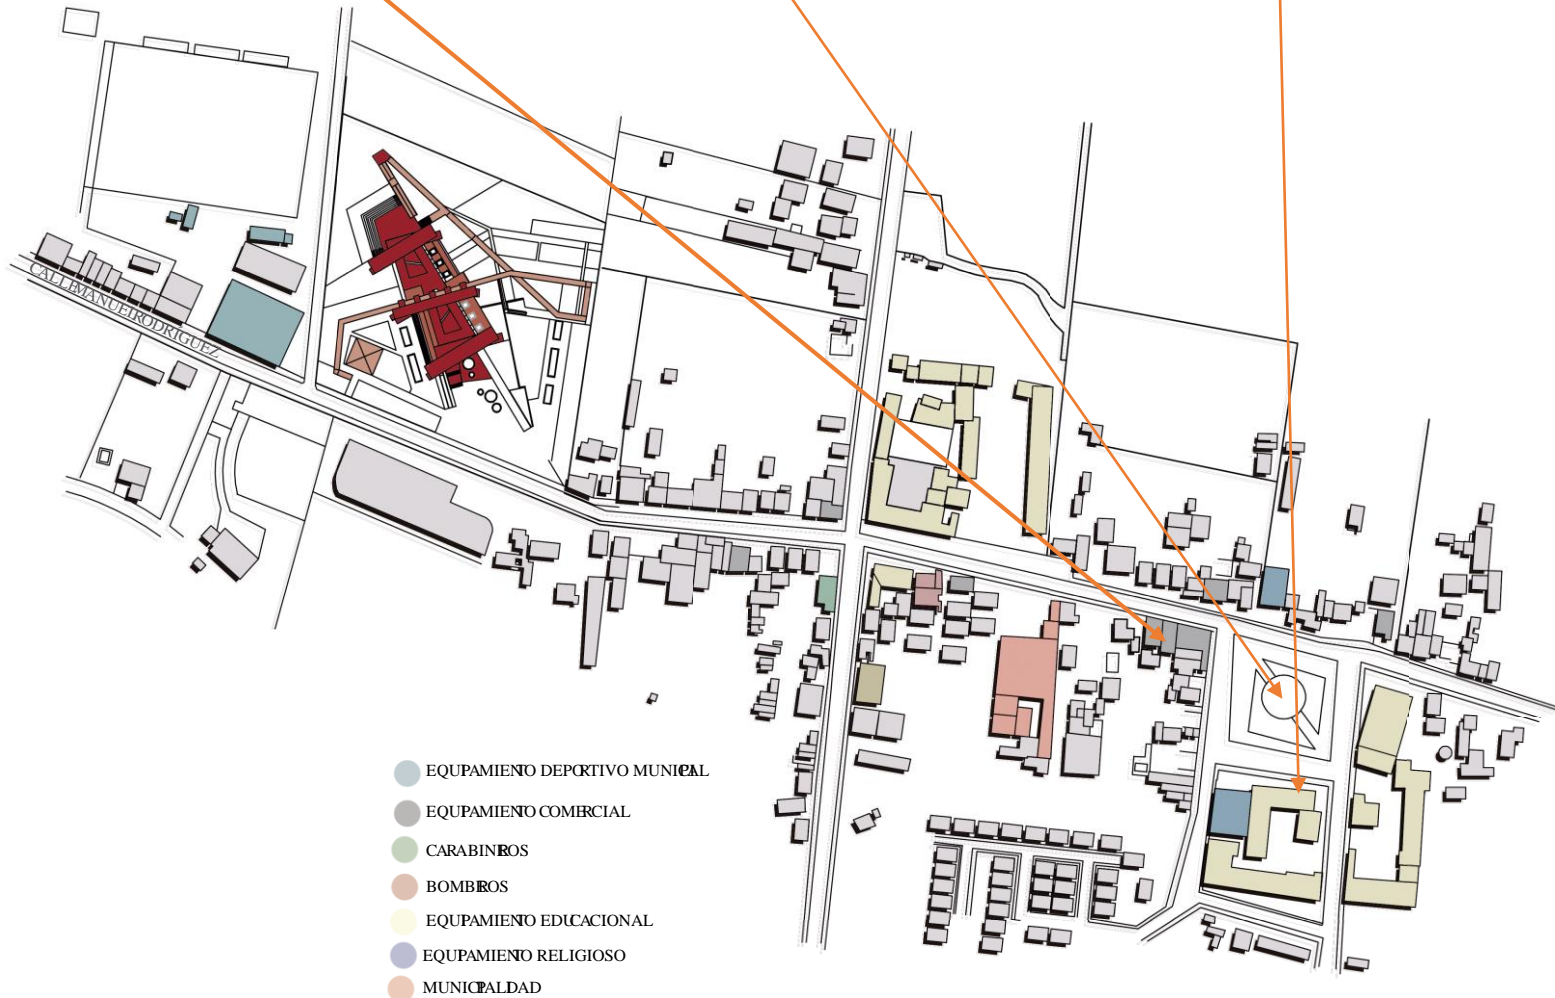 CALLE MANUEL RODRIGUEZ
EQUIPAMIENTO DEPORTIVO MUNICIPAL
EQUIPAMIENTO COMERCIAL
CARABINEROS
BOMBEROS
EQUIPAMIENTO EDUCACIONAL
EQUIPAMIENTO RELIGIOSO
MUNICIPALIDAD